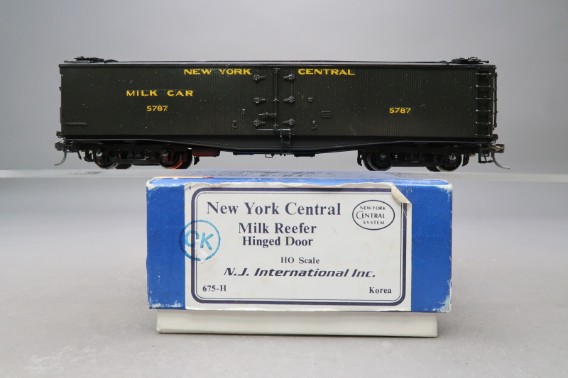 NEW YORK CENTRAL
MILK CAR
5787
5787
New York Central
Milk Reefer
Hinged Door
HO Scale
N.J. International Inc.
675-H
Korea
NEW YORK
CENTRAL
SYSTEM
CK